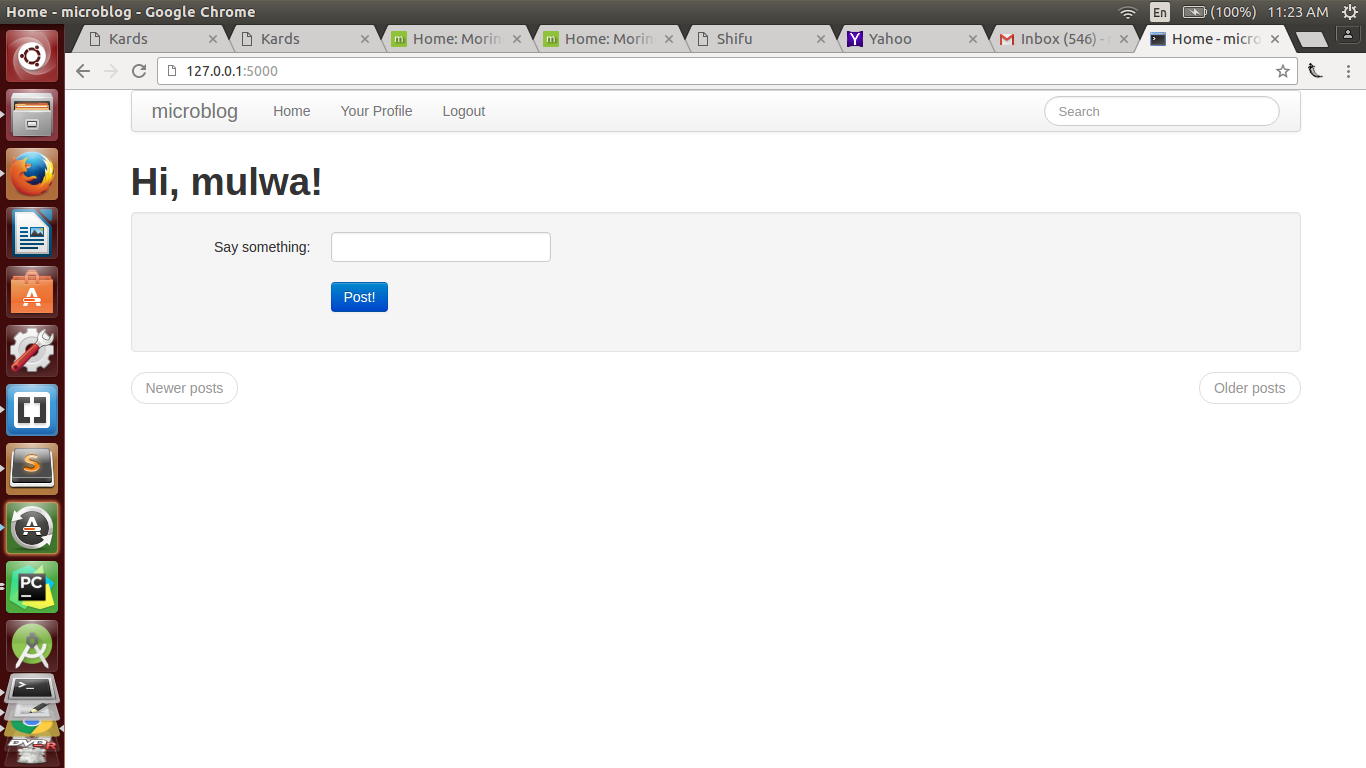 Home - microblog - Google Chrome
En
(100%)
11:23 AM
Kards
Kards
Home: Morin
Home: Morin
Shifu
Yahoo
Inbox (546) -
Home - micro
127.0.0.1:5000
microblog
Home
Your Profile
Logout
Search
Hi, mulwa!
Say something:
Post!
Newer posts
Older posts
PC